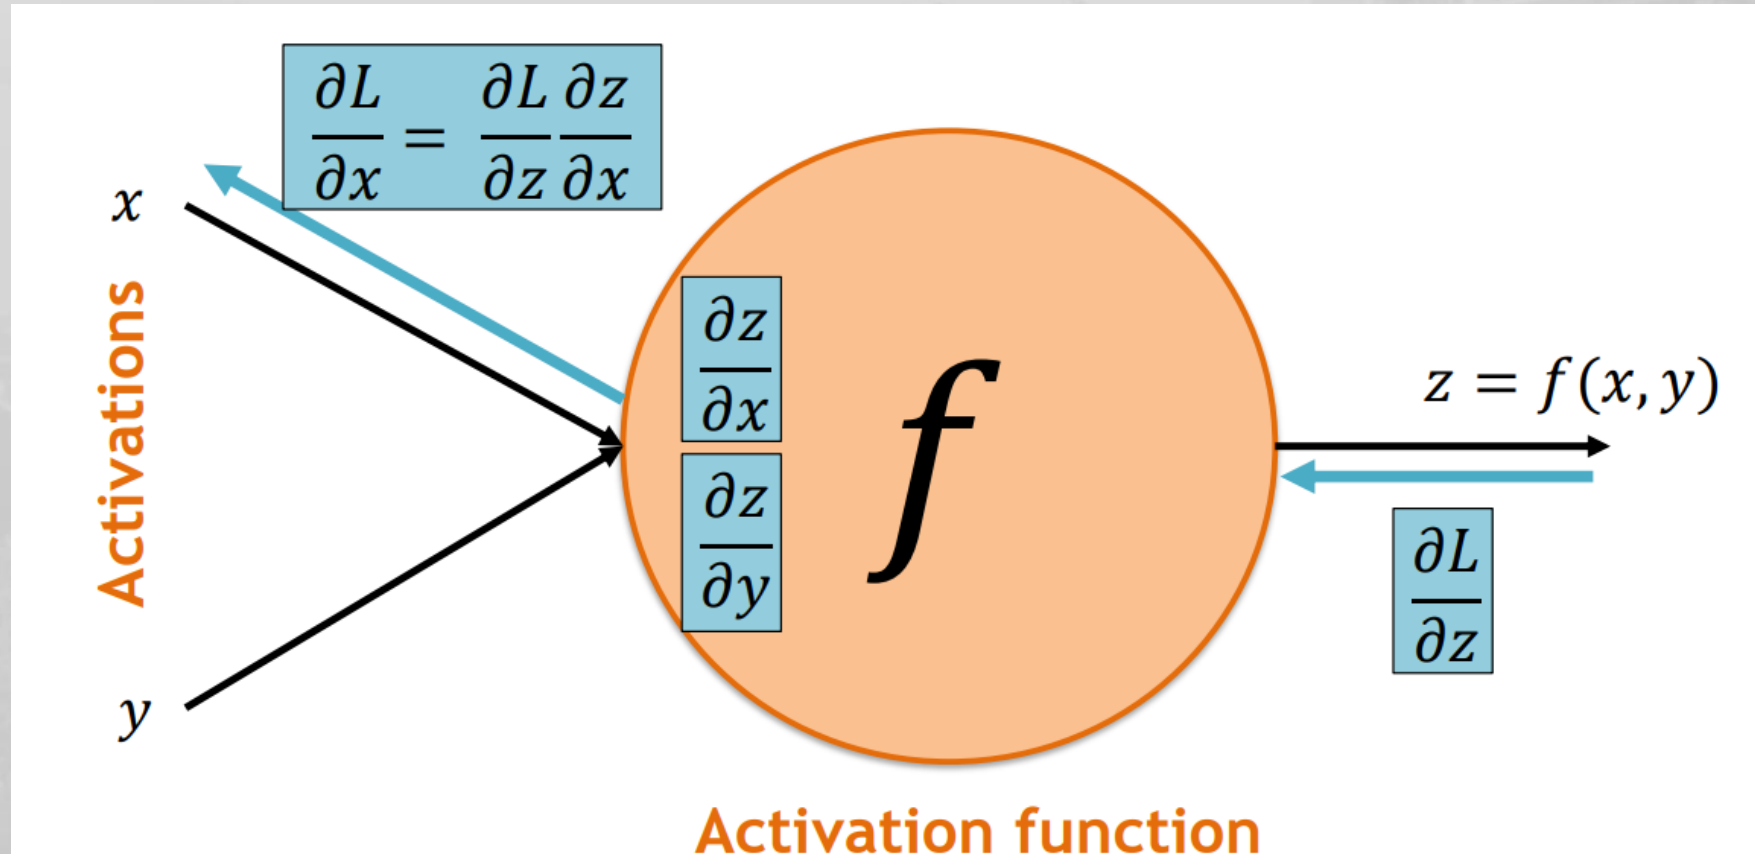 ∂L/∂x = ∂L/∂z ∂z/∂x
x
Activations
y
∂z/∂x
∂z/∂y
f
z = f(x, y)
∂L/∂z
Activation function